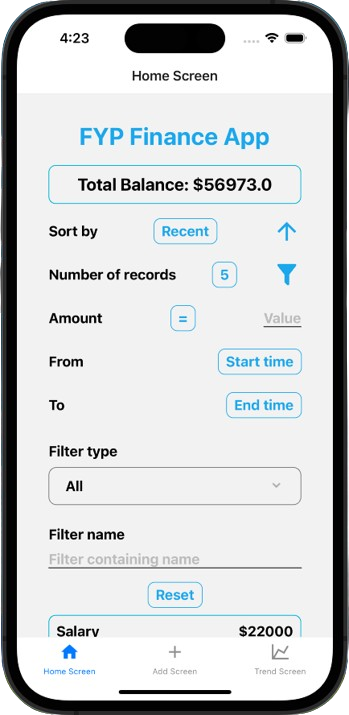 4:23
Home Screen
FYP Finance App
Total Balance: $56973.0
Sort by Recent
Number of records 5
Amount = Value
From Start time
To End time
Filter type
All
Filter name
Filter containing name
Reset
Salary $22000
Home Screen Add Screen Trend Screen